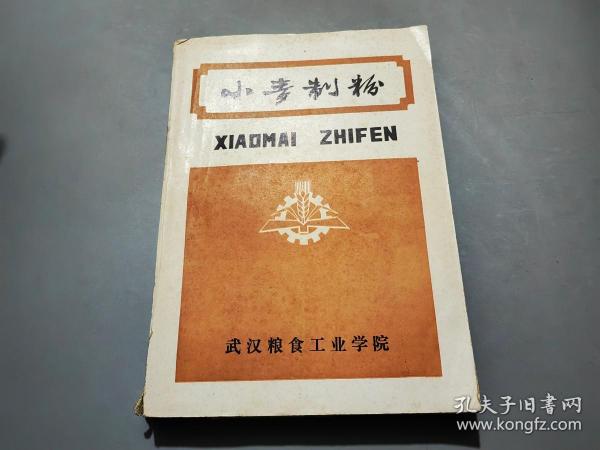 小麦制粉
XIAOMAI ZHIFEN
武汉粮食工业学院
孔夫子旧书网
www.kongfz.com